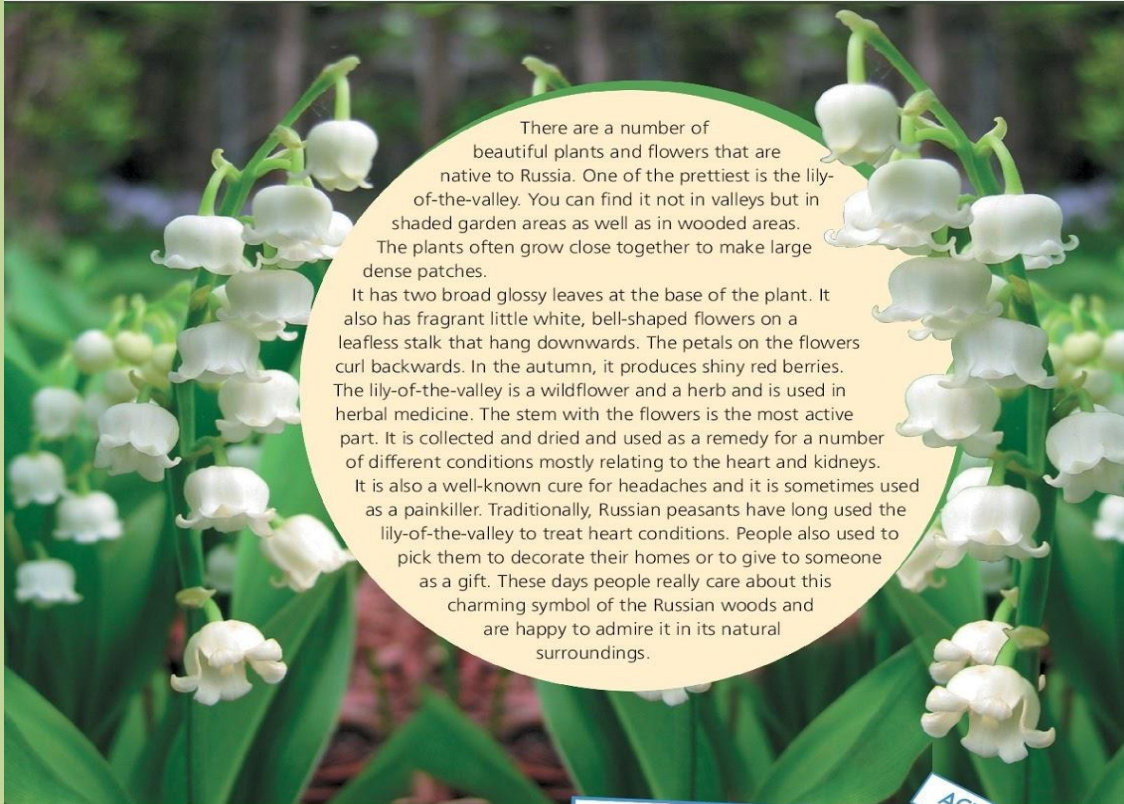 There are a number of
beautiful plants and flowers that are
native to Russia. One of the prettiest is the lily-
of-the-valley. You can find it not in valleys but in
shaded garden areas as well as in wooded areas.
The plants often grow close together to make large
dense patches.
It has two broad glossy leaves at the base of the plant. It
also has fragrant little white, bell-shaped flowers on a
leafless stalk that hang downwards. The petals on the flowers
curl backwards. In the autumn, it produces shiny red berries.
The lily-of-the-valley is a wildflower and a herb and is used in
herbal medicine. The stem with the flowers is the most active
part. It is collected and dried and used as a remedy for a number
of different conditions mostly relating to the heart and kidneys.
It is also a well-known cure for headaches and it is sometimes used
as a painkiller. Traditionally, Russian peasants have long used the
lily-of-the-valley to treat heart conditions. People also used to
pick them to decorate their homes or to give to someone
as a gift. These days people really care about this
charming symbol of the Russian woods and
are happy to admire it in its natural
surroundings.